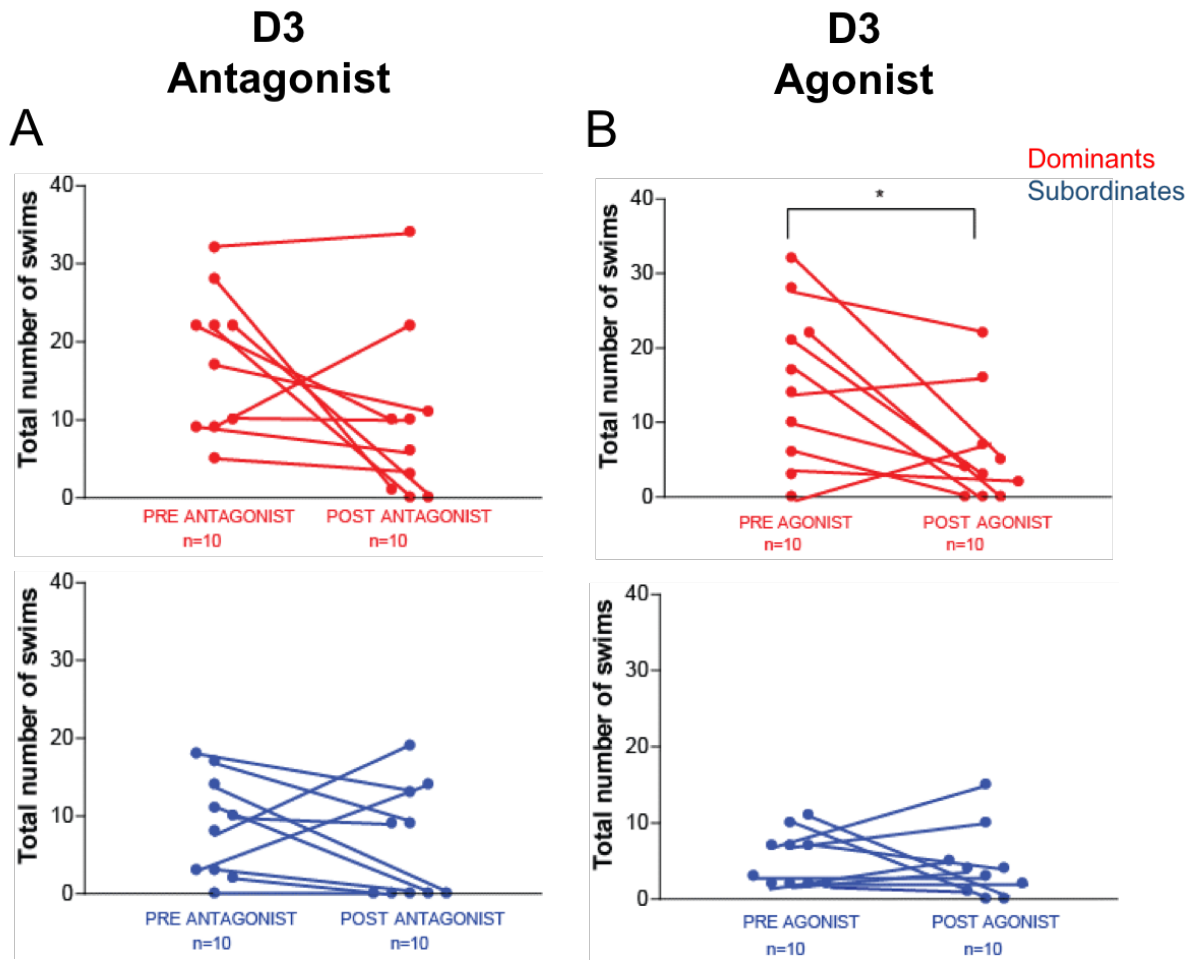 D3
Antagonist
D3
Agonist
A
B
Dominants
Subordinates
Total number of swims
40
30
20
10
0
PRE ANTAGONIST
n=10
POST ANTAGONIST
n=10
Total number of swims
40
30
20
10
0
*
PRE AGONIST
n=10
POST AGONIST
n=10
Total number of swims
40
30
20
10
0
PRE ANTAGONIST
n=10
POST ANTAGONIST
n=10
Total number of swims
40
30
20
10
0
PRE AGONIST
n=10
POST AGONIST
n=10